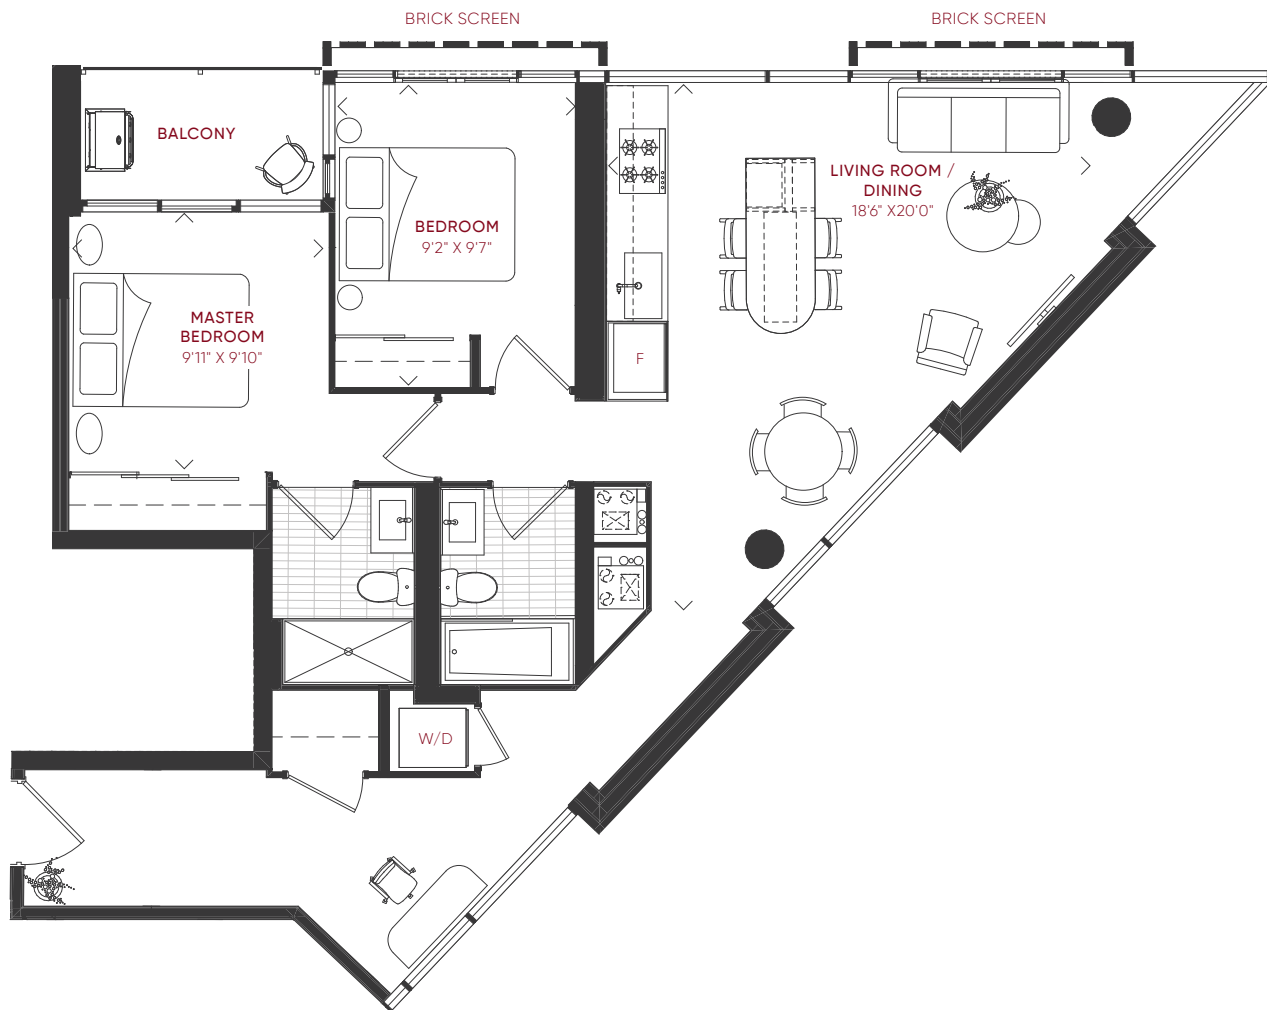 BRICK SCREEN
BRICK SCREEN
BALCONY
LIVING ROOM /
DINING
18'6" X20'0"
BEDROOM
9'2" X 9'7"
MASTER
BEDROOM
9'11" X 9'10"
F
W/D